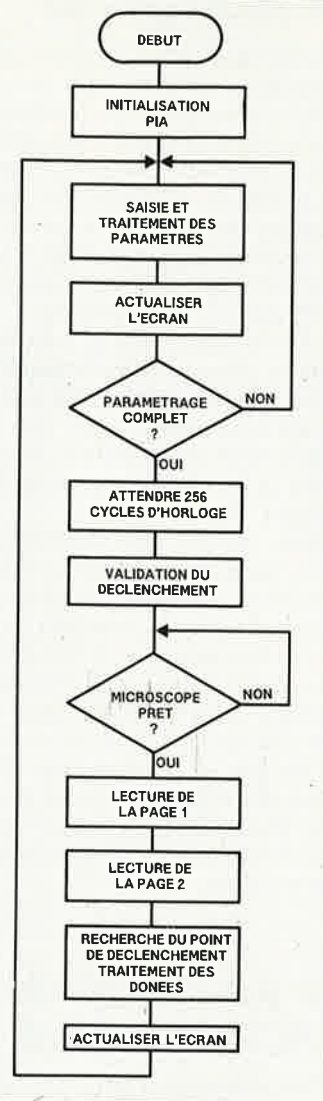 DEBUT
INITIALISATION
PIA
SAISIE ET
TRAITEMENT DES
PARAMETRES
ACTUALISER
L'ECRAN
PARAMETRAGE
COMPLET
?
NON
OUI
ATTENDRE 256
CYCLES D'HORLOGE
VALIDATION DU
DECLENCHEMENT
MICROSCOPE
PRET
?
NON
OUI
LECTURE DE
LA PAGE 1
LECTURE DE
LA PAGE 2
RECHERCHE DU POINT
DE DECLENCHEMENT
TRAITEMENT DES
DONEES
ACTUALISER L'ECRAN